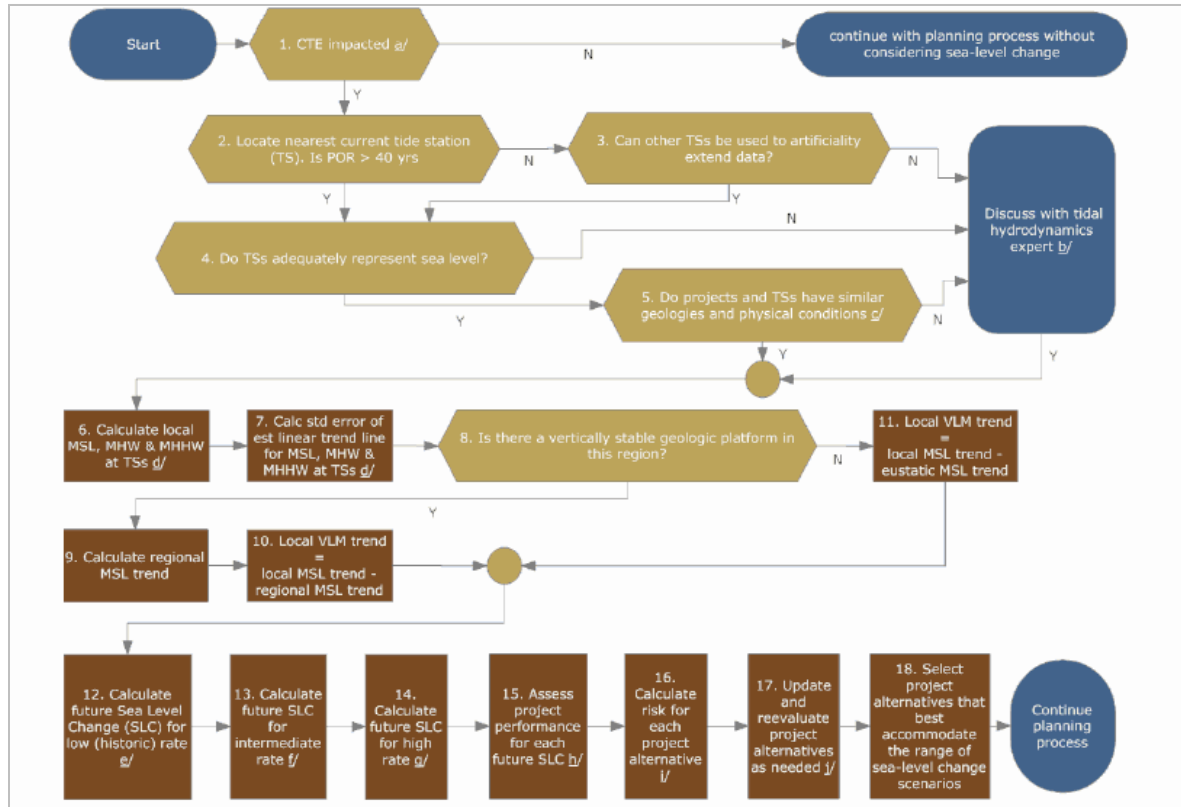 Start
1. CTE impacted a/
N
continue with planning process without
considering sea-level change
Y
2. Locate nearest current tide station
(TS). Is POR > 40 yrs
N
3. Can other TSs be used to artificiality
extend data?
N
Y
Y
Discuss with tidal
hydrodynamics
expert b/
4. Do TSs adequately represent sea level?
N
Y
5. Do projects and TSs have similar
geologies and physical conditions c/
N
Y
Y
6. Calculate local
MSL, MHW & MHHW
at TSs d/
7. Calc std error of
est linear trend line
for MSL, MHW &
MHHW at TSs d/
8. Is there a vertically stable geologic platform in
this region?
N
11. Local VLM trend
=
local MSL trend -
eustatic MSL trend
Y
9. Calculate regional
MSL trend
10. Local VLM trend
=
local MSL trend -
regional MSL trend
12. Calculate
future Sea Level
Change (SLC) for
low (historic) rate
e/
13. Calculate
future SLC
for
intermediate
rate f/
14.
Calculate
future SLC
for high
rate g/
15. Assess
project
performance
for each
future SLC h/
16.
Calculate
risk for
each
project
alternative
i/
17. Update
and
reevaluate
project
alternatives
as needed j/
18. Select
project
alternatives that
best
accommodate
the range of
sea-level change
scenarios
Continue
planning
process